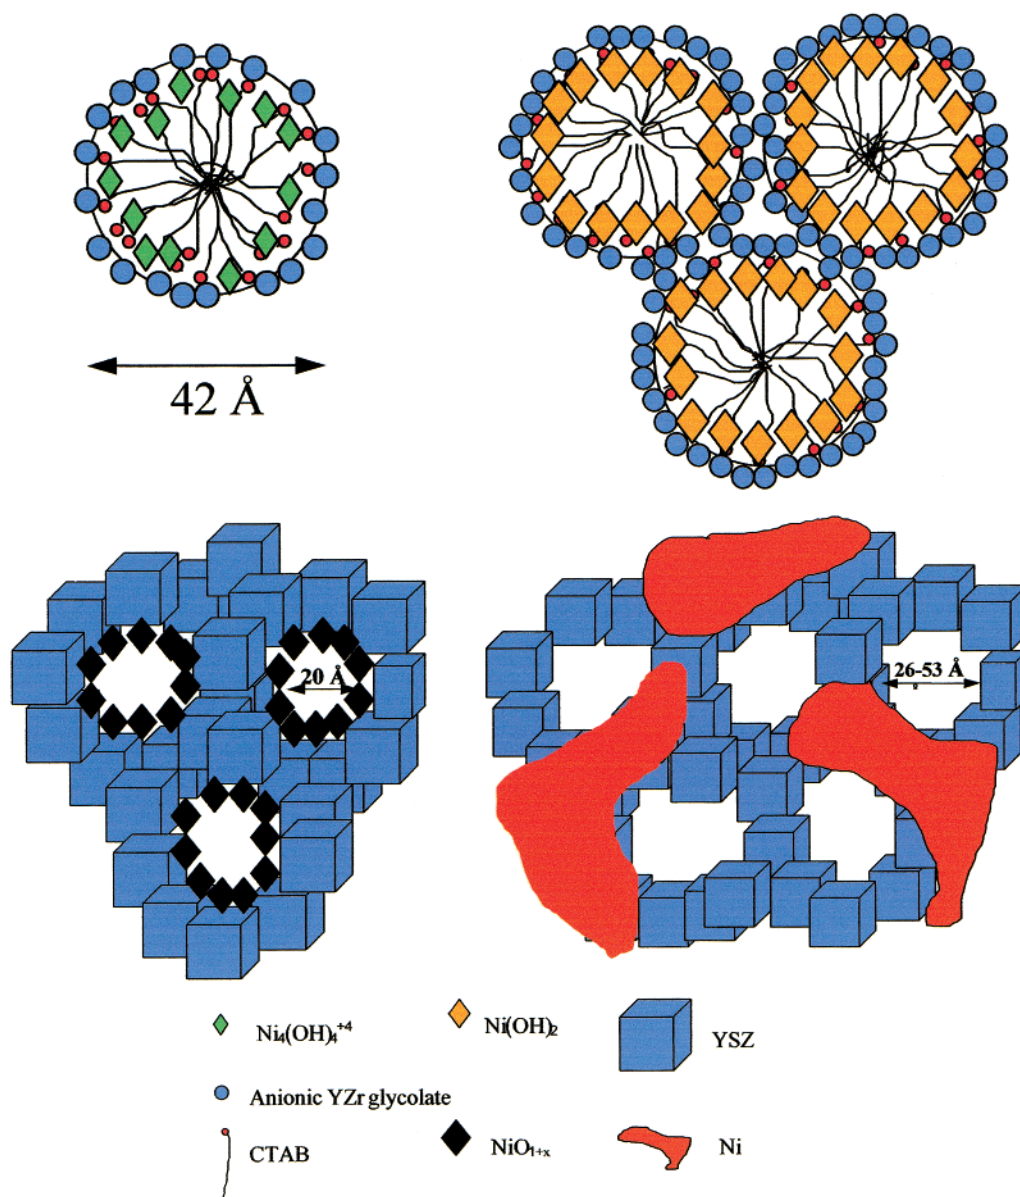 42 Å
20 Å
26-53 Å
Ni₄(OH)₄⁺⁴
Ni(OH)₂
YSZ
Anionic YZr glycolate
CTAB
NiO₁₊ₓ
Ni